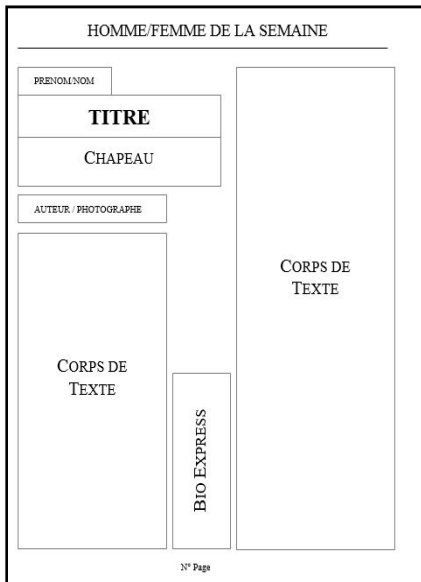 HOMME/FEMME DE LA SEMAINE
PRENOM/NOM
TITRE
CHAPEAU
AUTEUR / PHOTOGRAPHE
CORPS DE
TEXTE
BIO EXPRESS
CORPS DE
TEXTE
N° Page